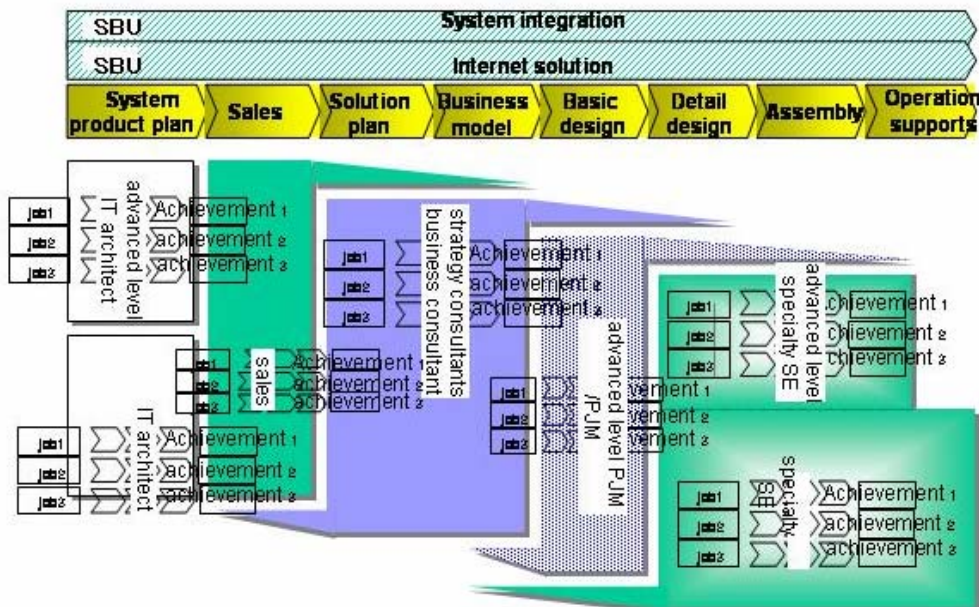 SBU
System integration
SBU
Internet solution
System
product plan
Sales
Solution
plan
Business
model
Basic
design
Detail
design
Assembly
Operation
supports
advanced level
IT architect
job1
Achievement 1
job2
achievement 2
job3
achievement 3
IT architect
job1
Achievement 1
job2
achievement 2
job3
achievement 3
sales
job1
Achievement 1
job2
achievement 2
job3
achievement 3
strategy consultants
business consultant
job1
Achievement 1
job2
achievement 2
job3
achievement 3
advanced level PJM
/PJM
job1
vement 1
job2
vement 2
job3
vement 3
advanced level
specialty SE
job1
chievement 1
job2
chievement 2
job3
chievement 3
specialty
SE
job1
Achievement 1
job2
achievement 2
job3
achievement 3